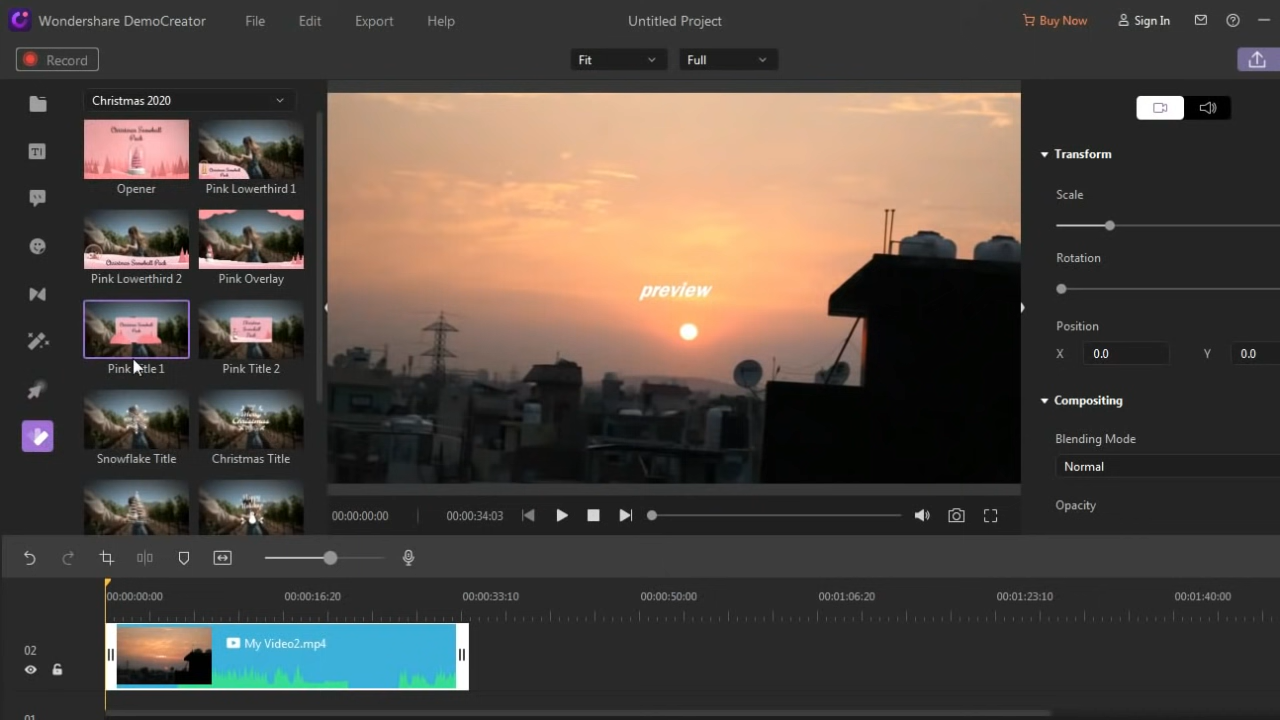 Wondershare DemoCreator File Edit Export Help Untitled Project Buy Now Sign In
Record Fit Full
Christmas 2020
Opener Pink Lowerthird 1
Pink Lowerthird 2 Pink Overlay
Pink Title 1 Pink Title 2
Snowflake Title Christmas Title
preview
Transform
Scale
Rotation
Position
X 0.0 Y 0.0
Compositing
Blending Mode
Normal
Opacity
00:00:00:00 00:00:34:03
00:00:00:00 00:00:16:20 00:00:33:10 00:00:50:00 00:01:06:20 00:01:23:10 00:01:40:00
02
My Video2.mp4